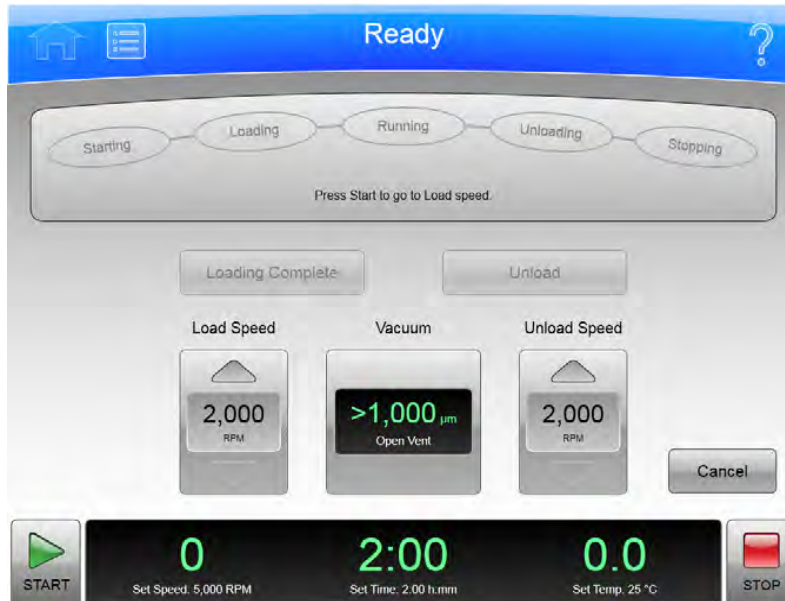 Ready
?
Starting
Loading
Running
Unloading
Stopping
Press Start to go to Load speed.
Loading Complete
Unload
Load Speed
Vacuum
Unload Speed
2,000
RPM
>1,000 µm
Open Vent
2,000
RPM
Cancel
START
0
Set Speed: 5,000 RPM
2:00
Set Time: 2.00 h:mm
0.0
Set Temp. 25 °C
STOP